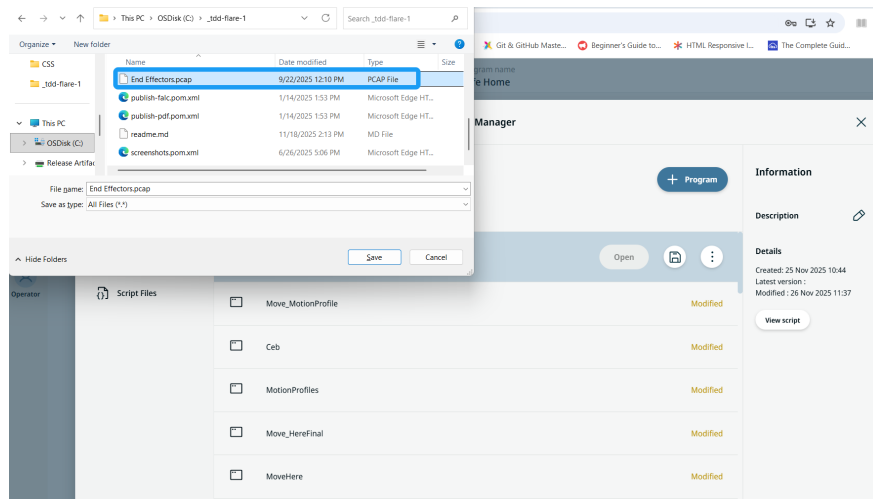 This PC > OSDisk (C:) > _tdd-flare-1
Search _tdd-flare-1
Organize
New folder
CSS
_tdd-flare-1
This PC
OSDisk (C:)
Release Artifac
Name
Date modified
Type
Size
End Effectors.pcap
9/22/2025 12:10 PM
PCAP File
publish-falc.pom.xml
1/14/2025 1:53 PM
Microsoft Edge HT...
publish-pdf.pom.xml
1/14/2025 1:53 PM
Microsoft Edge HT...
readme.md
11/18/2025 2:13 PM
MD File
screenshots.pom.xml
6/26/2025 5:06 PM
Microsoft Edge HT...
File name: End Effectors.pcap
Save as type: All Files (*.*)
Hide Folders
Save
Cancel
Git & GitHub Maste...
Beginner's Guide to...
HTML Responsive l...
The Complete Guid...
gram name
e Home
Manager
+ Program
Open
Operator
Script Files
Move_MotionProfile
Modified
Ceb
Modified
MotionProfiles
Modified
Move_HereFinal
Modified
MoveHere
Modified
Information
Description
Details
Created: 25 Nov 2025 10:44
Latest version :
Modified : 26 Nov 2025 11:37
View script